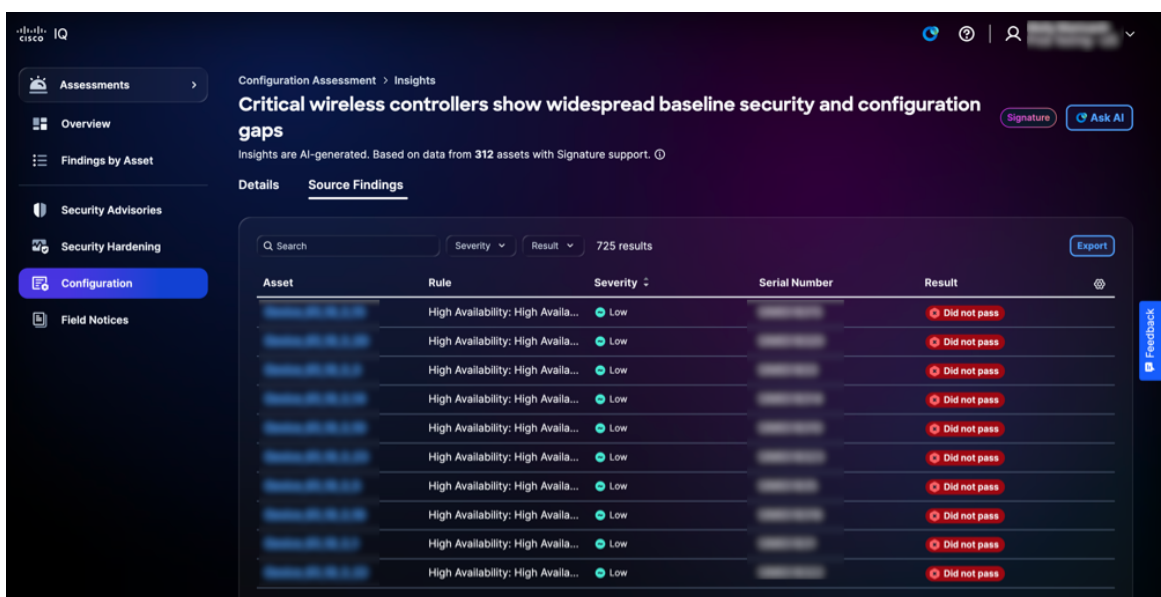 cisco IQ
Assessments
Overview
Findings by Asset
Security Advisories
Security Hardening
Configuration
Field Notices
Configuration Assessment > Insights
Critical wireless controllers show widespread baseline security and configuration
gaps
Signature
Ask AI
Insights are AI-generated. Based on data from 312 assets with Signature support.
Details Source Findings
Search Severity Result 725 results Export
Asset Rule Severity Serial Number Result
High Availability: High Availa... Low Did not pass
High Availability: High Availa... Low Did not pass
High Availability: High Availa... Low Did not pass
High Availability: High Availa... Low Did not pass
High Availability: High Availa... Low Did not pass
High Availability: High Availa... Low Did not pass
High Availability: High Availa... Low Did not pass
High Availability: High Availa... Low Did not pass
High Availability: High Availa... Low Did not pass
High Availability: High Availa... Low Did not pass
Feedback